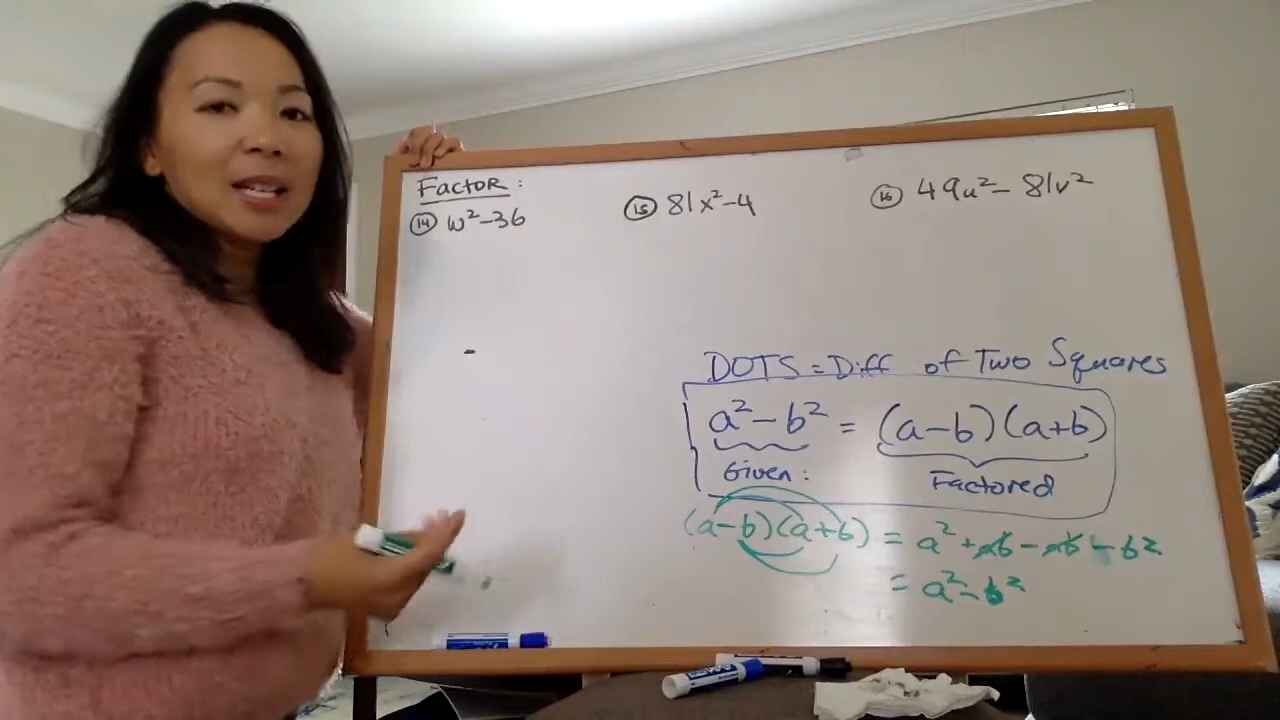 Factor:
(14) w²-36
(15) 81x²-4
(16) 49u²- 81v²
DOTS = Diff of Two Squares
a² - b² = (a-b)(a+b)
Given: Factored
(a-b)(a+b) = a² + ab - ab - b²
= a² - b²